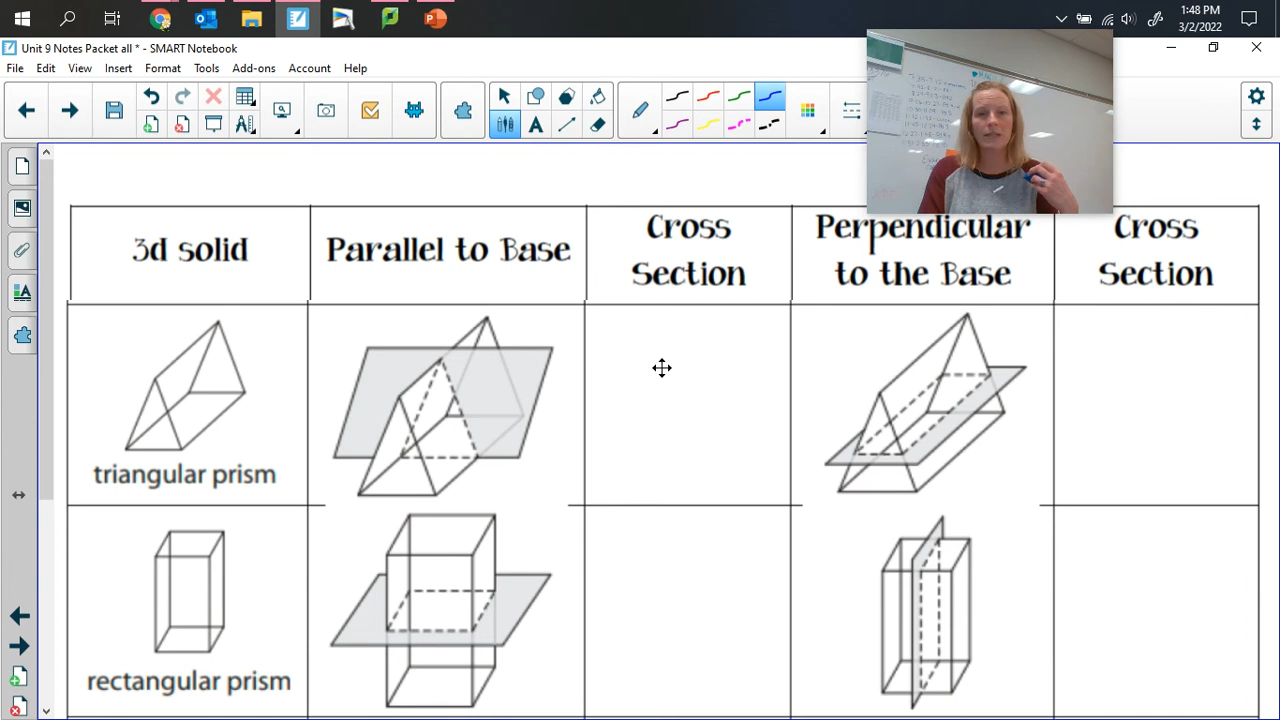 1:48 PM
3/2/2022
Unit 9 Notes Packet all * - SMART Notebook
File Edit View Insert Format Tools Add-ons Account Help
3d solid
Parallel to Base
Cross
Section
Perpendicular
to the Base
Cross
Section
triangular prism
rectangular prism